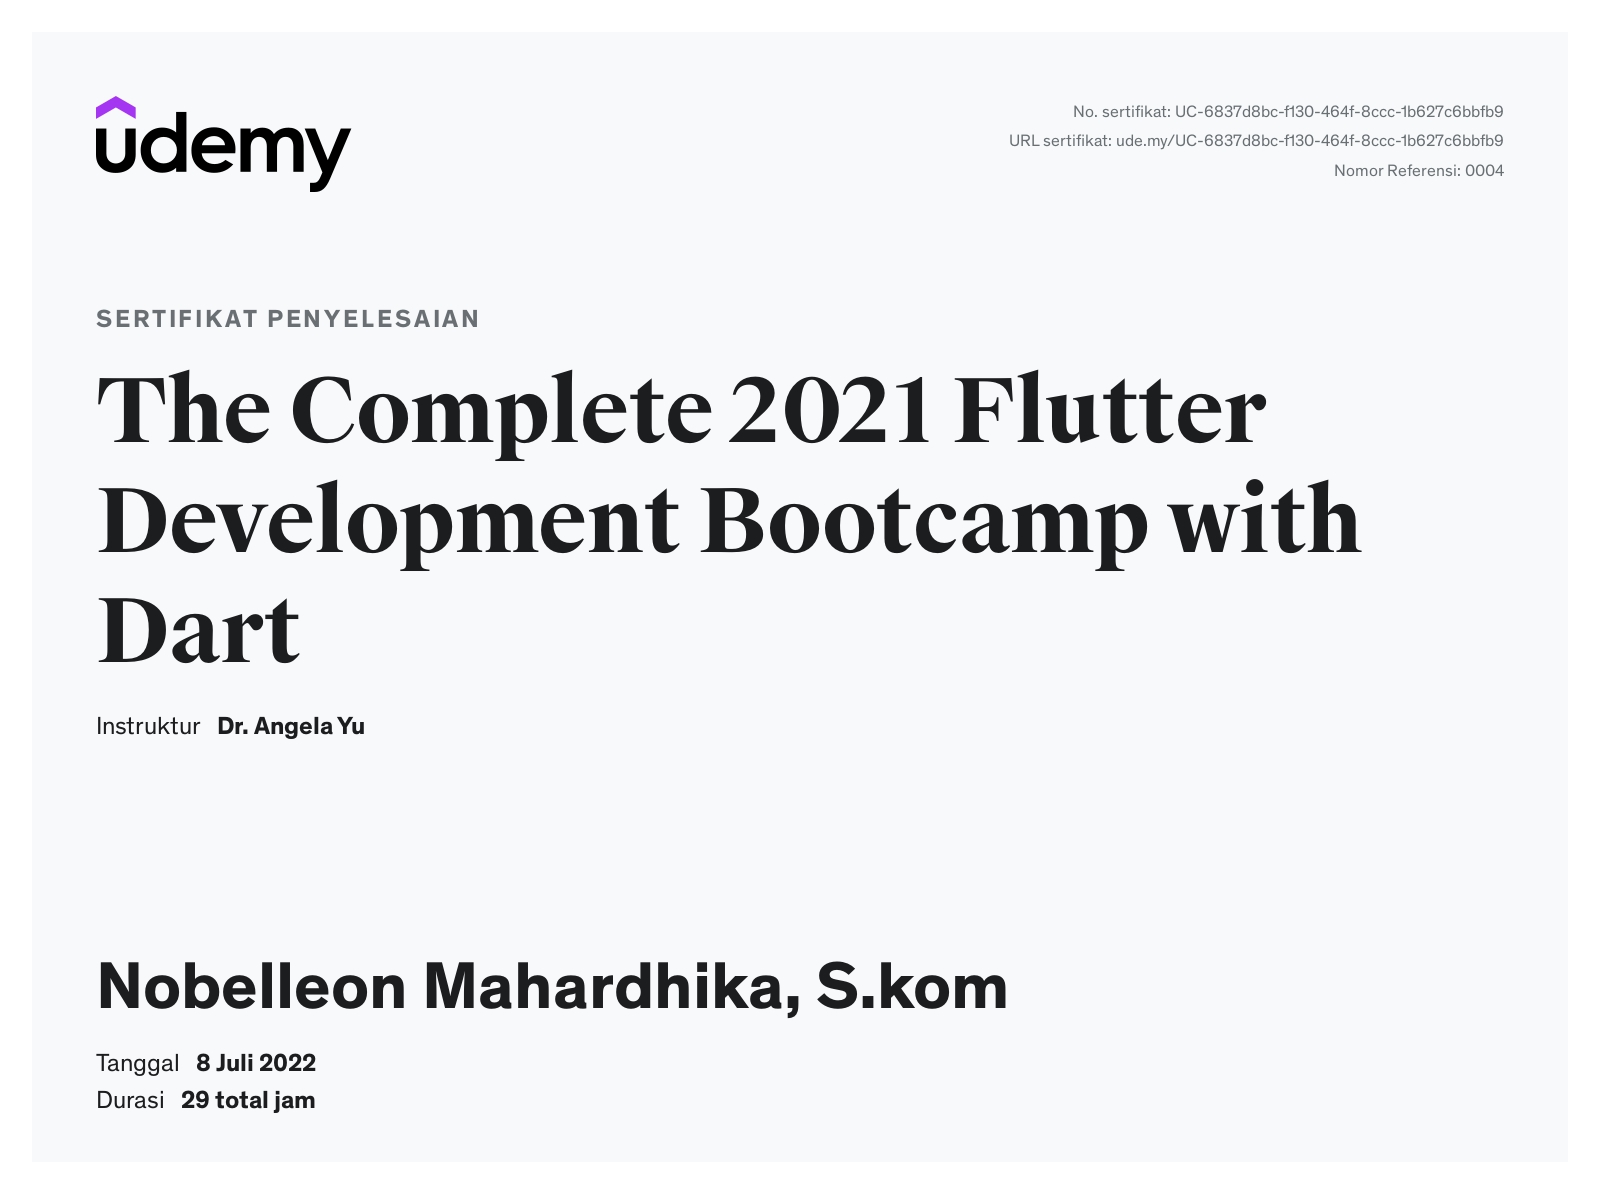 udemy
No. sertifikat: UC-6837d8bc-f130-464f-8ccc-1b627c6bbfb9
URL sertifikat: ude.my/UC-6837d8bc-f130-464f-8ccc-1b627c6bbfb9
Nomor Referensi: 0004
SERTIFIKAT PENYELESAIAN
The Complete 2021 Flutter
Development Bootcamp with
Dart
Instruktur Dr. Angela Yu
Nobelleon Mahardhika, S.kom
Tanggal 8 Juli 2022
Durasi 29 total jam